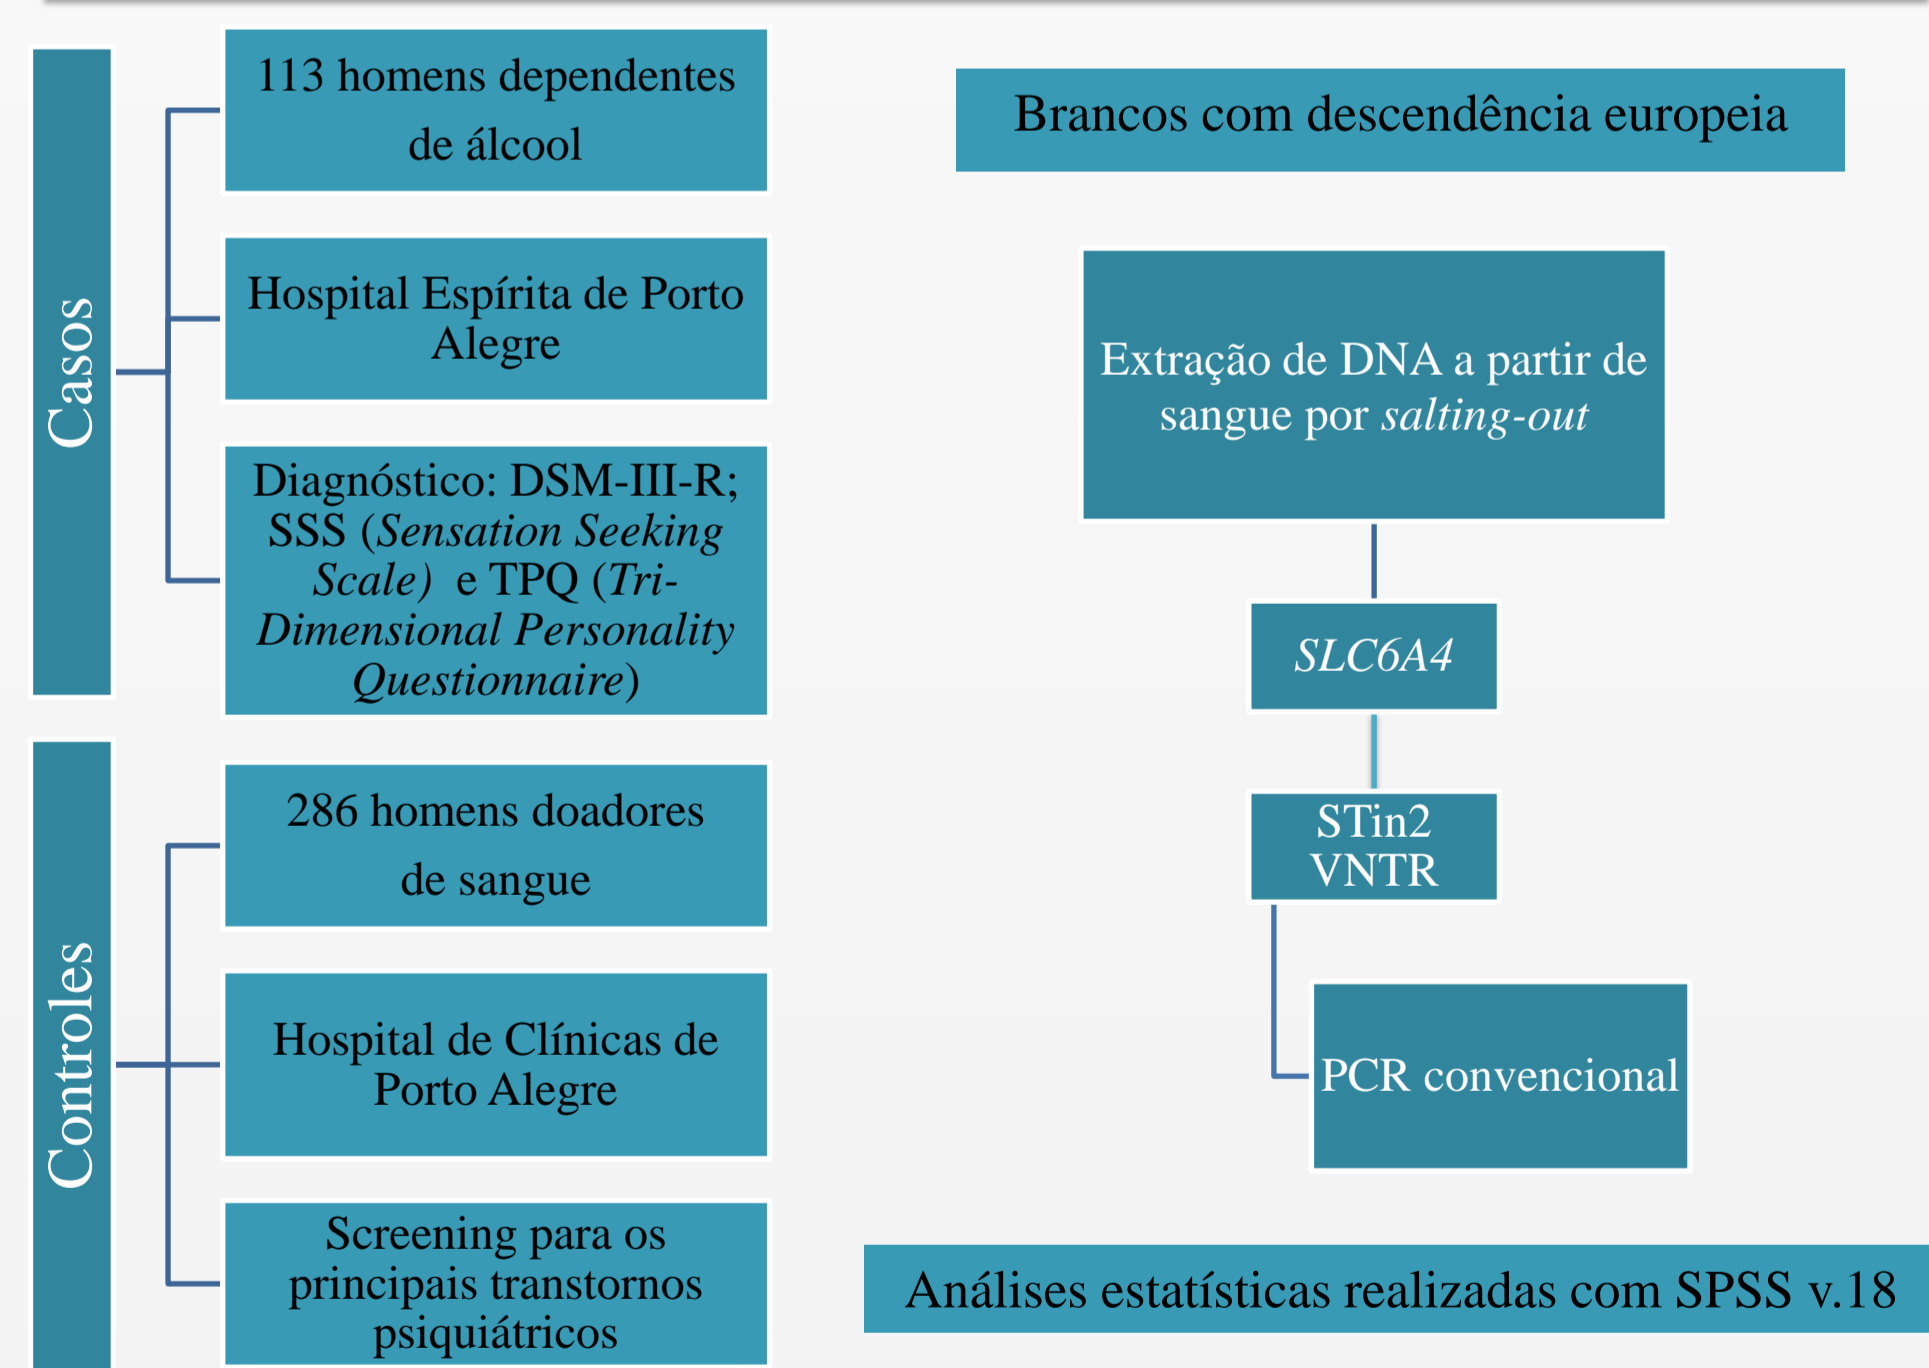 Casos
113 homens dependentes
de álcool
Hospital Espírita de Porto
Alegre
Diagnóstico: DSM-III-R;
SSS (Sensation Seeking
Scale) e TPQ (Tri-
Dimensional Personality
Questionnaire)
Controles
286 homens doadores
de sangue
Hospital de Clínicas de
Porto Alegre
Screening para os
principais transtornos
psiquiátricos
Brancos com descendência europeia
Extração de DNA a partir de
sangue por salting-out
SLC6A4
STin2
VNTR
PCR convencional
Análises estatísticas realizadas com SPSS v.18